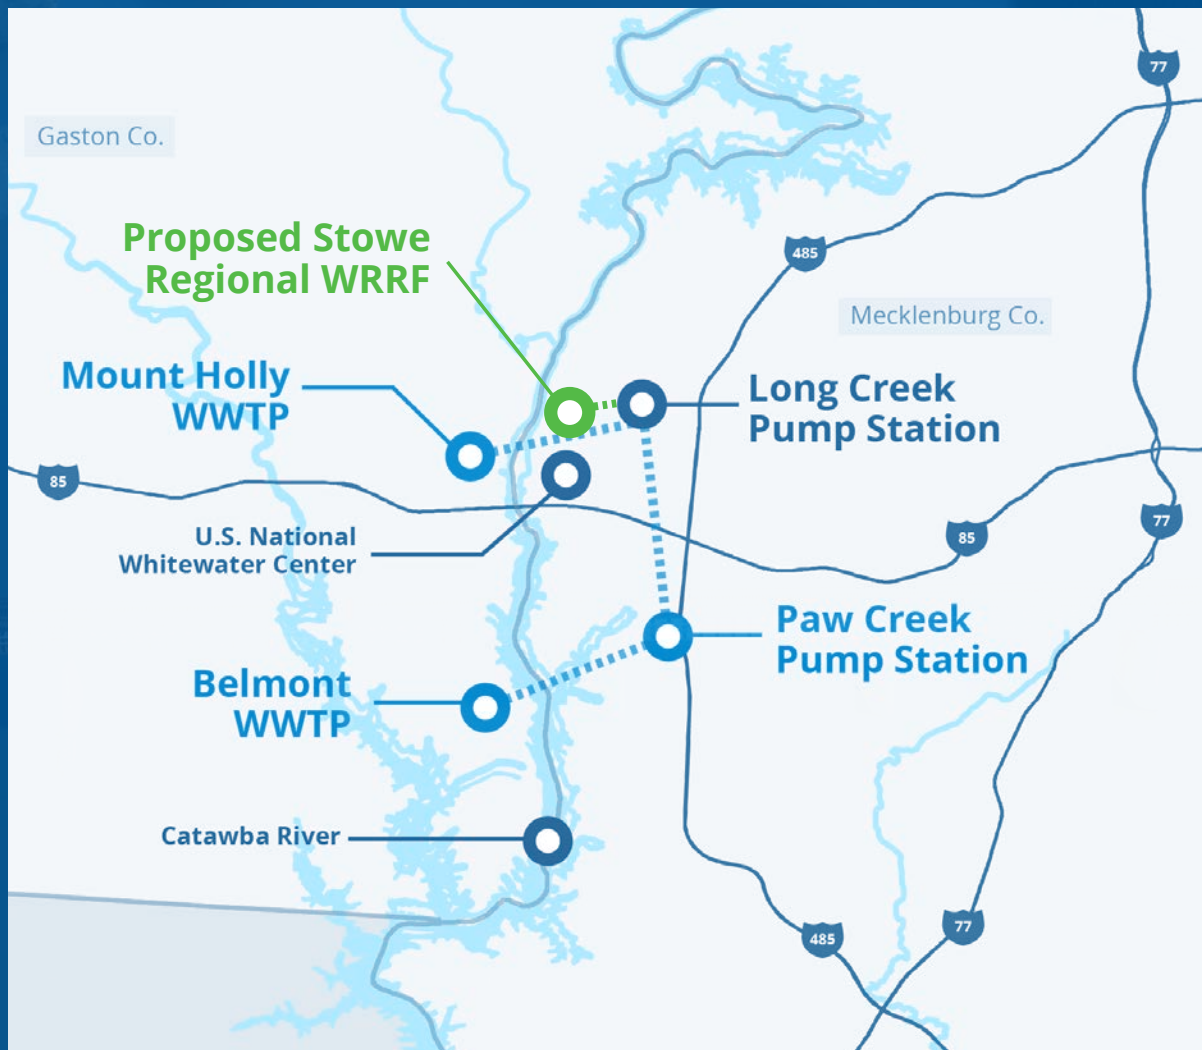 77
Gaston Co.
Proposed Stowe
Regional WRRF
485
Mecklenburg Co.
Mount Holly
WWTP
Long Creek
Pump Station
85
77
85
U.S. National
Whitewater Center
Paw Creek
Pump Station
Belmont
WWTP
Catawba River
77
485